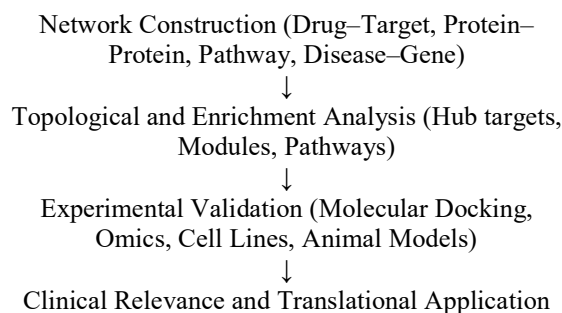 Network Construction (Drug–Target, Protein–
Protein, Pathway, Disease–Gene)
↓
Topological and Enrichment Analysis (Hub targets,
Modules, Pathways)
↓
Experimental Validation (Molecular Docking,
Omics, Cell Lines, Animal Models)
↓
Clinical Relevance and Translational Application